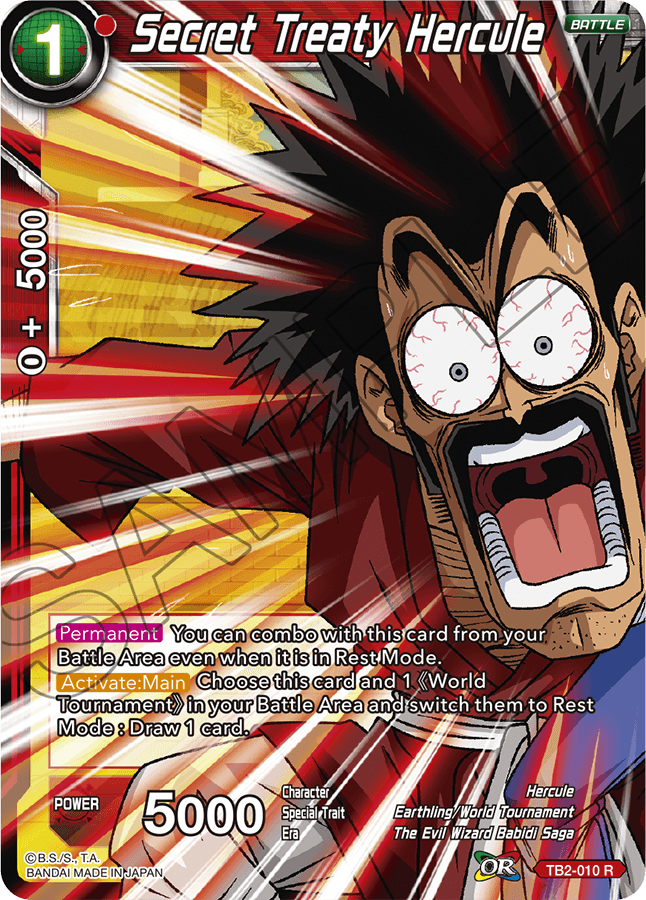 1
Secret Treaty Hercule
BATTLE
0 + 5000
SAMPLE
Permanent You can combo with this card from your
Battle Area even when it is in Rest Mode.
Activate:Main Choose this card and 1 《World
Tournament》 in your Battle Area and switch them to Rest
Mode : Draw 1 card.
POWER
5000
Character Hercule
Special Trait Earthling/World Tournament
Era The Evil Wizard Babidi Saga
©B.S./S., T.A.
BANDAI MADE IN JAPAN
OR
TB2-010 R